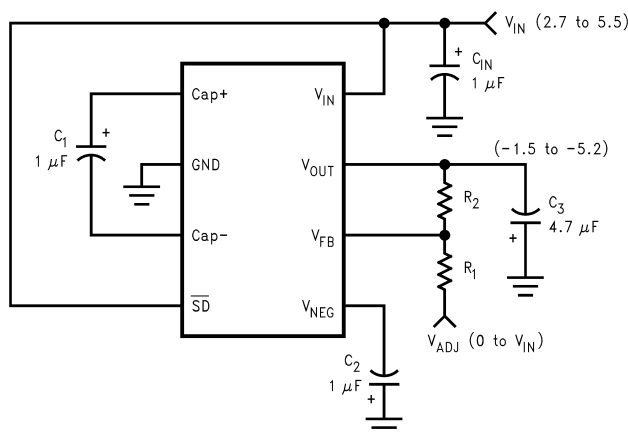 V_IN (2.7 to 5.5)
+
C_IN
1 μF
Cap+
V_IN
C_1
+
1 μF
GND
V_OUT
(−1.5 to −5.2)
R_2
C_3
4.7 μF
+
Cap−
V_FB
R_1
SD
V_NEG
V_ADJ (0 to V_IN)
C_2
1 μF
+